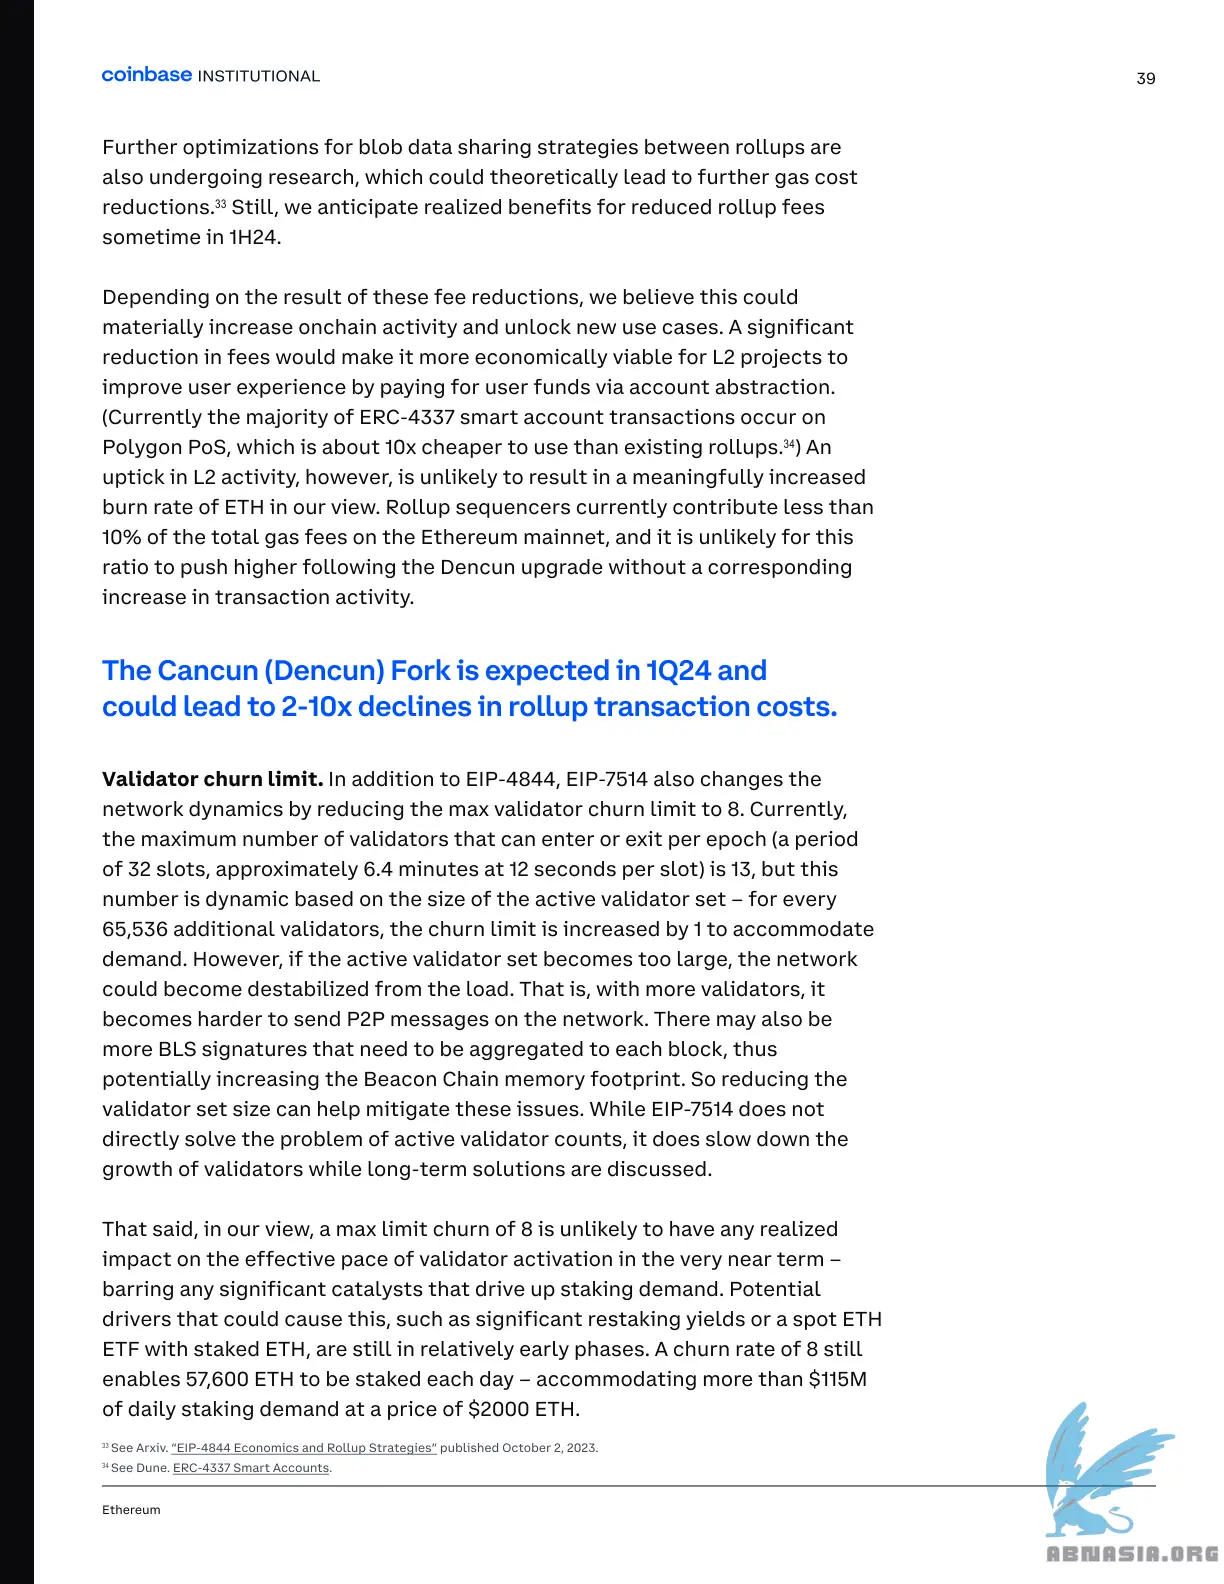 coinbase INSTITUTIONAL
39
Further optimizations for blob data sharing strategies between rollups are
also undergoing research, which could theoretically lead to further gas cost
reductions.33 Still, we anticipate realized benefits for reduced rollup fees
sometime in 1H24.
Depending on the result of these fee reductions, we believe this could
materially increase onchain activity and unlock new use cases. A significant
reduction in fees would make it more economically viable for L2 projects to
improve user experience by paying for user funds via account abstraction.
(Currently the majority of ERC-4337 smart account transactions occur on
Polygon PoS, which is about 10x cheaper to use than existing rollups.34) An
uptick in L2 activity, however, is unlikely to result in a meaningfully increased
burn rate of ETH in our view. Rollup sequencers currently contribute less than
10% of the total gas fees on the Ethereum mainnet, and it is unlikely for this
ratio to push higher following the Dencun upgrade without a corresponding
increase in transaction activity.
The Cancun (Dencun) Fork is expected in 1Q24 and
could lead to 2-10x declines in rollup transaction costs.
Validator churn limit. In addition to EIP-4844, EIP-7514 also changes the
network dynamics by reducing the max validator churn limit to 8. Currently,
the maximum number of validators that can enter or exit per epoch (a period
of 32 slots, approximately 6.4 minutes at 12 seconds per slot) is 13, but this
number is dynamic based on the size of the active validator set – for every
65,536 additional validators, the churn limit is increased by 1 to accommodate
demand. However, if the active validator set becomes too large, the network
could become destabilized from the load. That is, with more validators, it
becomes harder to send P2P messages on the network. There may also be
more BLS signatures that need to be aggregated to each block, thus
potentially increasing the Beacon Chain memory footprint. So reducing the
validator set size can help mitigate these issues. While EIP-7514 does not
directly solve the problem of active validator counts, it does slow down the
growth of validators while long-term solutions are discussed.
That said, in our view, a max limit churn of 8 is unlikely to have any realized
impact on the effective pace of validator activation in the very near term –
barring any significant catalysts that drive up staking demand. Potential
drivers that could cause this, such as significant restaking yields or a spot ETH
ETF with staked ETH, are still in relatively early phases. A churn rate of 8 still
enables 57,600 ETH to be staked each day – accommodating more than $115M
of daily staking demand at a price of $2000 ETH.
33 See Arxiv. “EIP-4844 Economics and Rollup Strategies” published October 2, 2023.
34 See Dune. ERC-4337 Smart Accounts.
Ethereum
ABNASIA.ORG